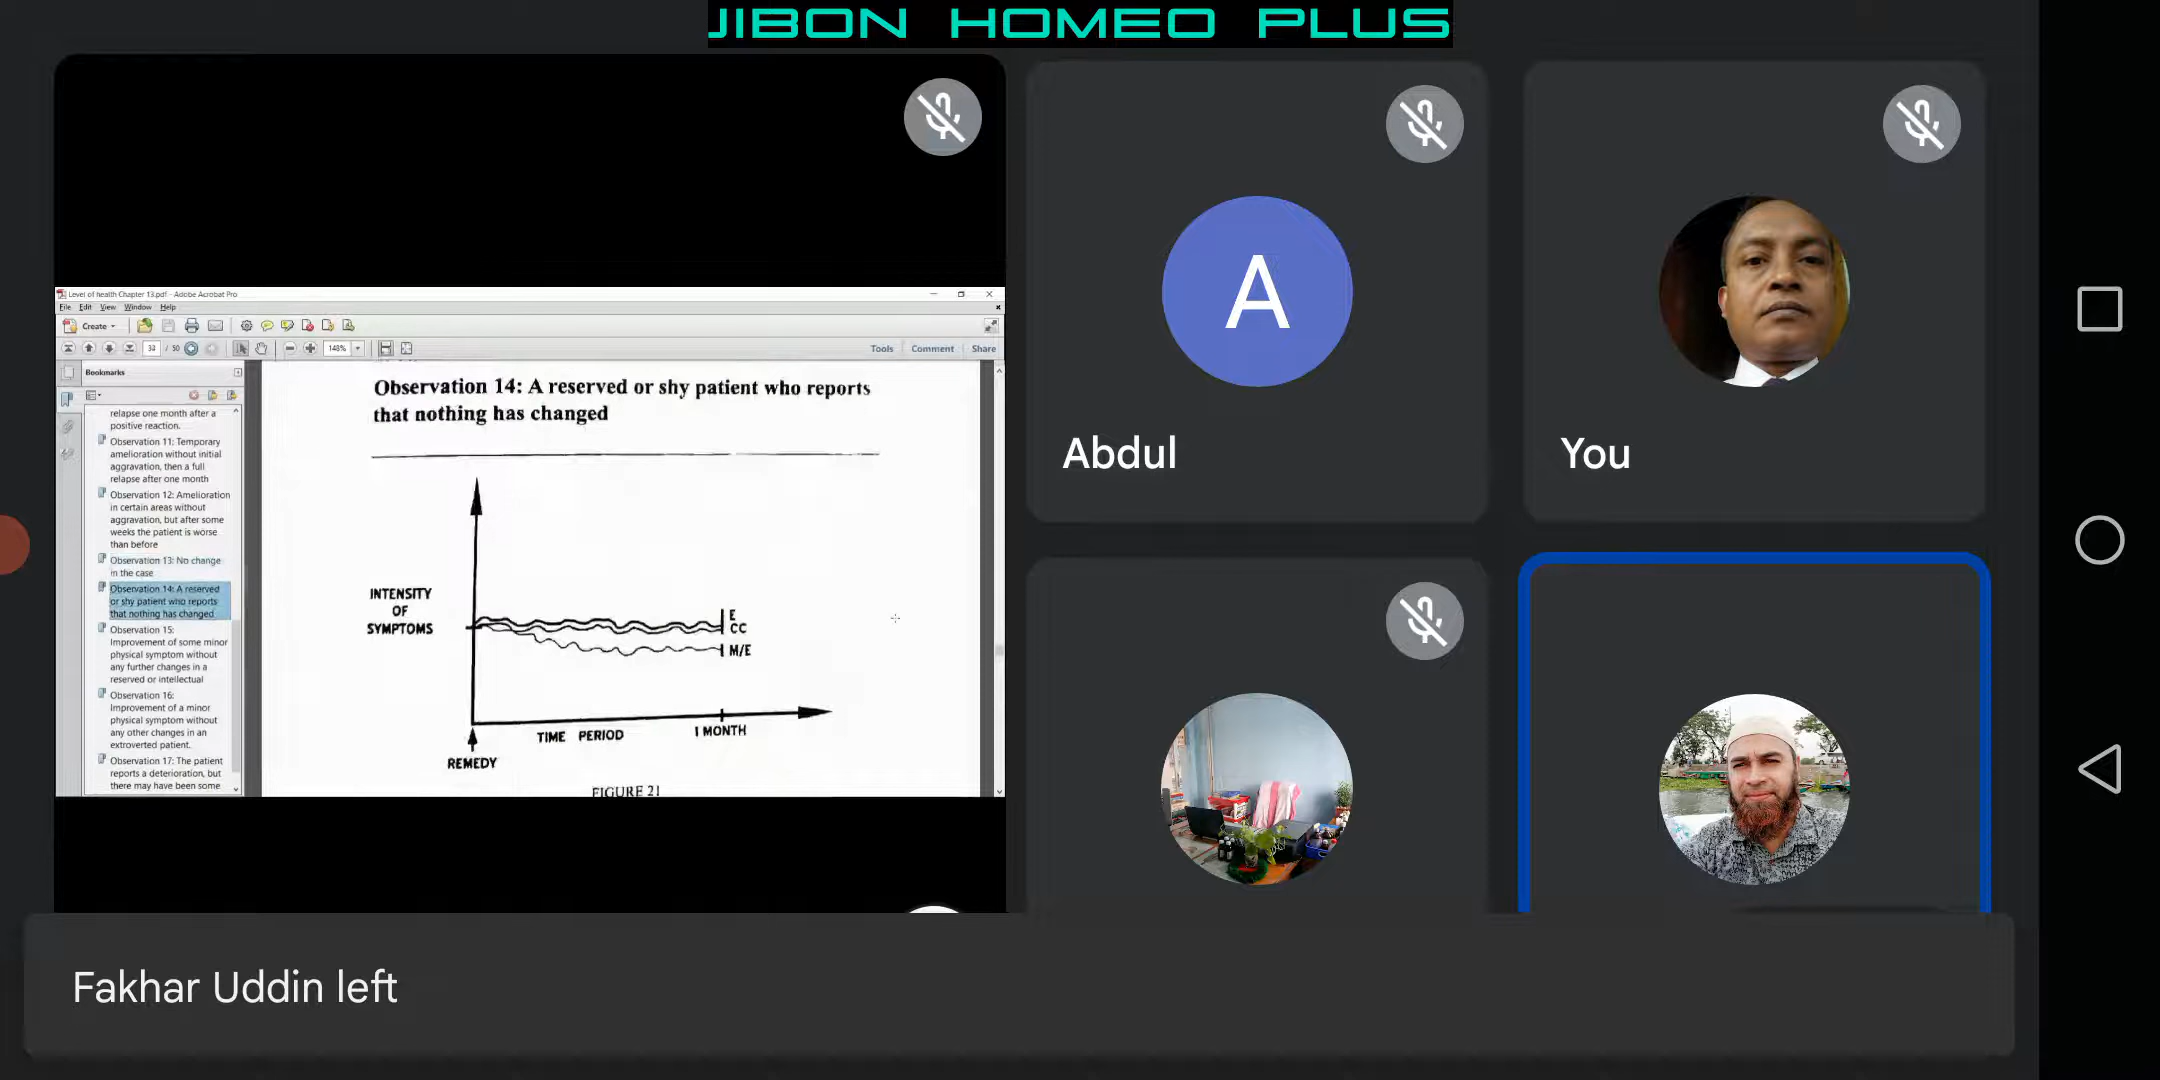 JIBON HOMEO PLUS
Level of health Chapter 13.pdf - Adobe Acrobat Pro
File Edit View Window Help
Create
/ 50
148%
Tools Comment Share
Bookmarks
relapse one month after a
positive reaction.
Observation 11: Temporary
amelioration without initial
aggravation, then a full
relapse after one month
Observation 12: Amelioration
in certain areas without
aggravation, but after some
weeks the patient is worse
than before
Observation 13: No change
in the case
Observation 14: A reserved
or shy patient who reports
that nothing has changed
Observation 15:
Improvement of some minor
physical symptom without
any further changes in a
reserved or intellectual
Observation 16:
Improvement of a minor
physical symptom without
any other changes in an
extroverted patient.
Observation 17: The patient
reports a deterioration, but
there may have been some
Observation 14: A reserved or shy patient who reports
that nothing has changed
INTENSITY
OF
SYMPTOMS
E
CC
M/E
TIME PERIOD
1 MONTH
REMEDY
FIGURE 21
A
Abdul
You
Fakhar Uddin left